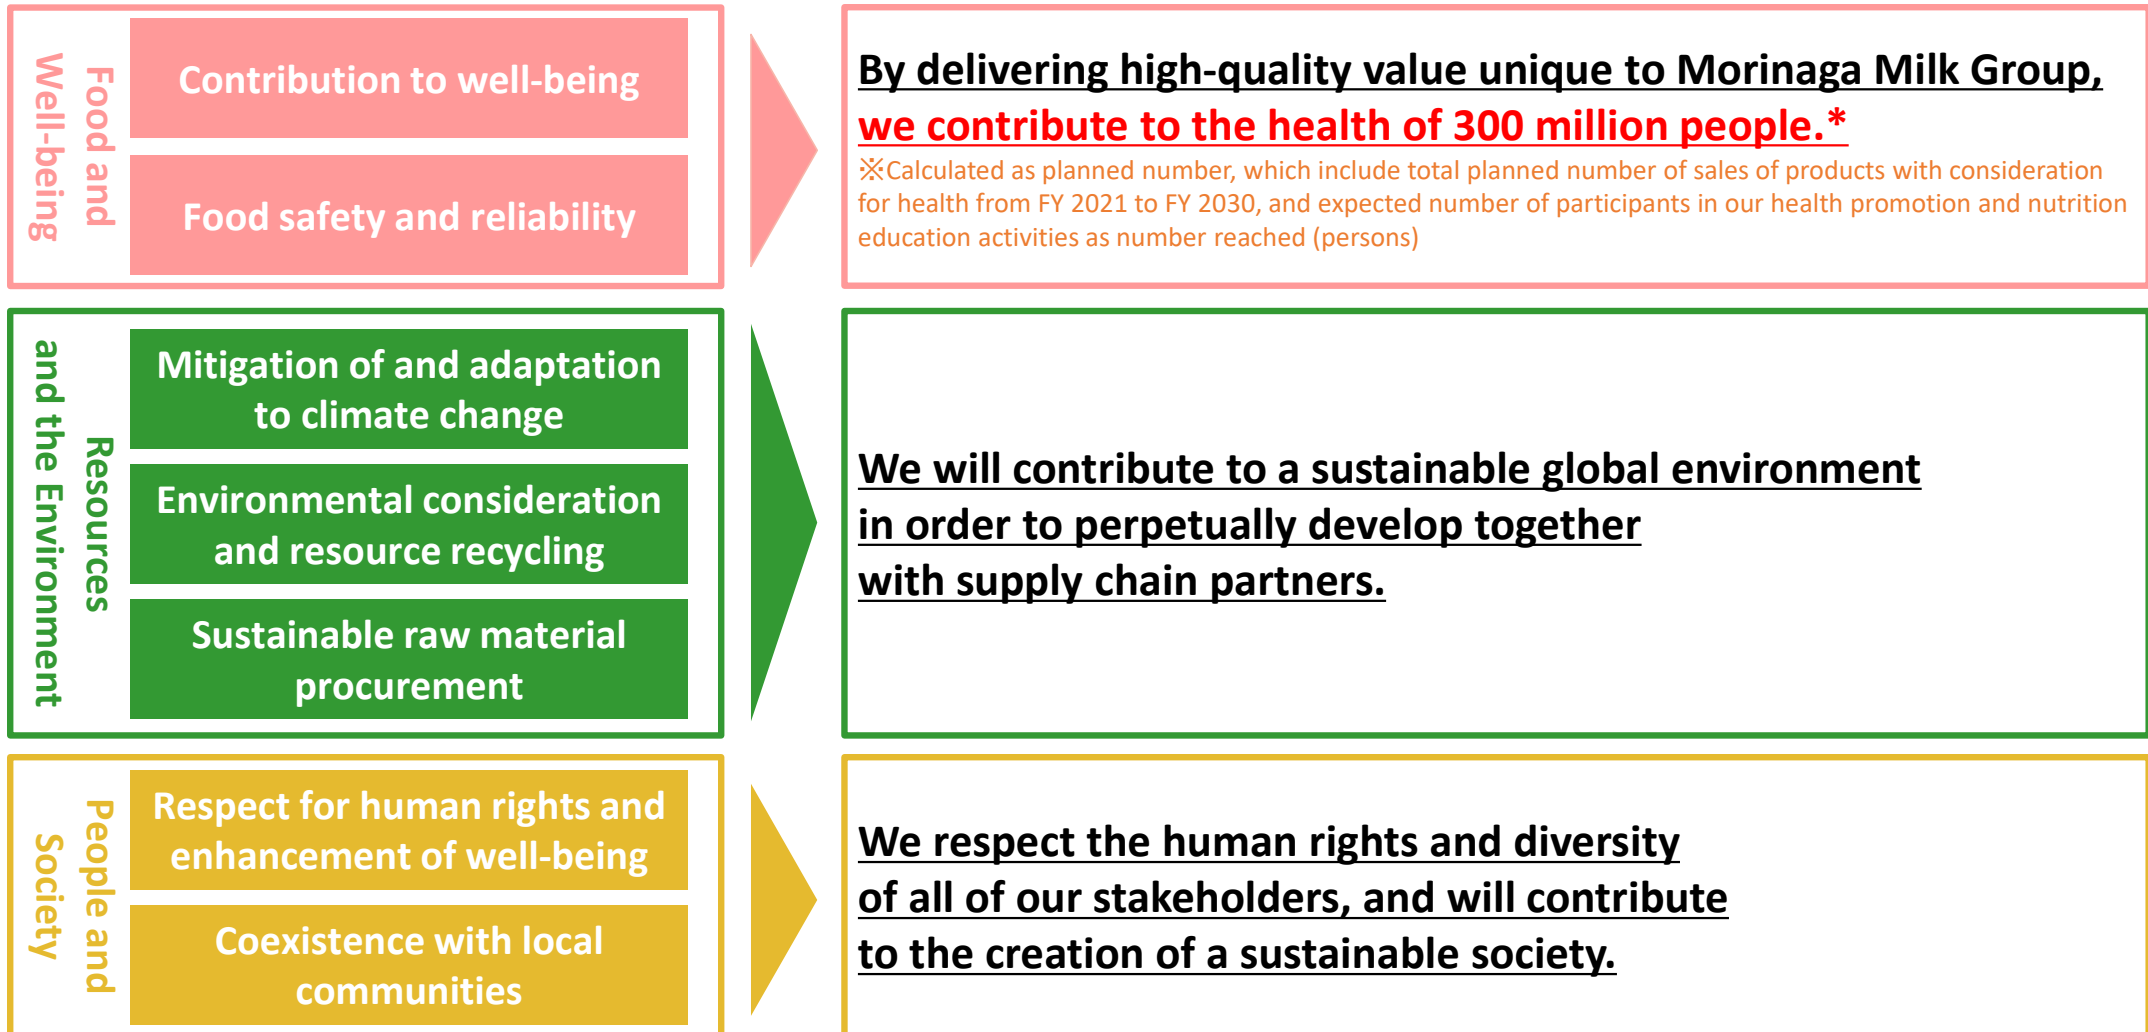 Food and
Well-being
Contribution to well-being
Food safety and reliability
By delivering high-quality value unique to Morinaga Milk Group,
we contribute to the health of 300 million people.*
※Calculated as planned number, which include total planned number of sales of products with consideration
for health from FY 2021 to FY 2030, and expected number of participants in our health promotion and nutrition
education activities as number reached (persons)
Resources
and the Environment
Mitigation of and adaptation
to climate change
Environmental consideration
and resource recycling
Sustainable raw material
procurement
We will contribute to a sustainable global environment
in order to perpetually develop together
with supply chain partners.
People and
Society
Respect for human rights and
enhancement of well-being
Coexistence with local
communities
We respect the human rights and diversity
of all of our stakeholders, and will contribute
to the creation of a sustainable society.